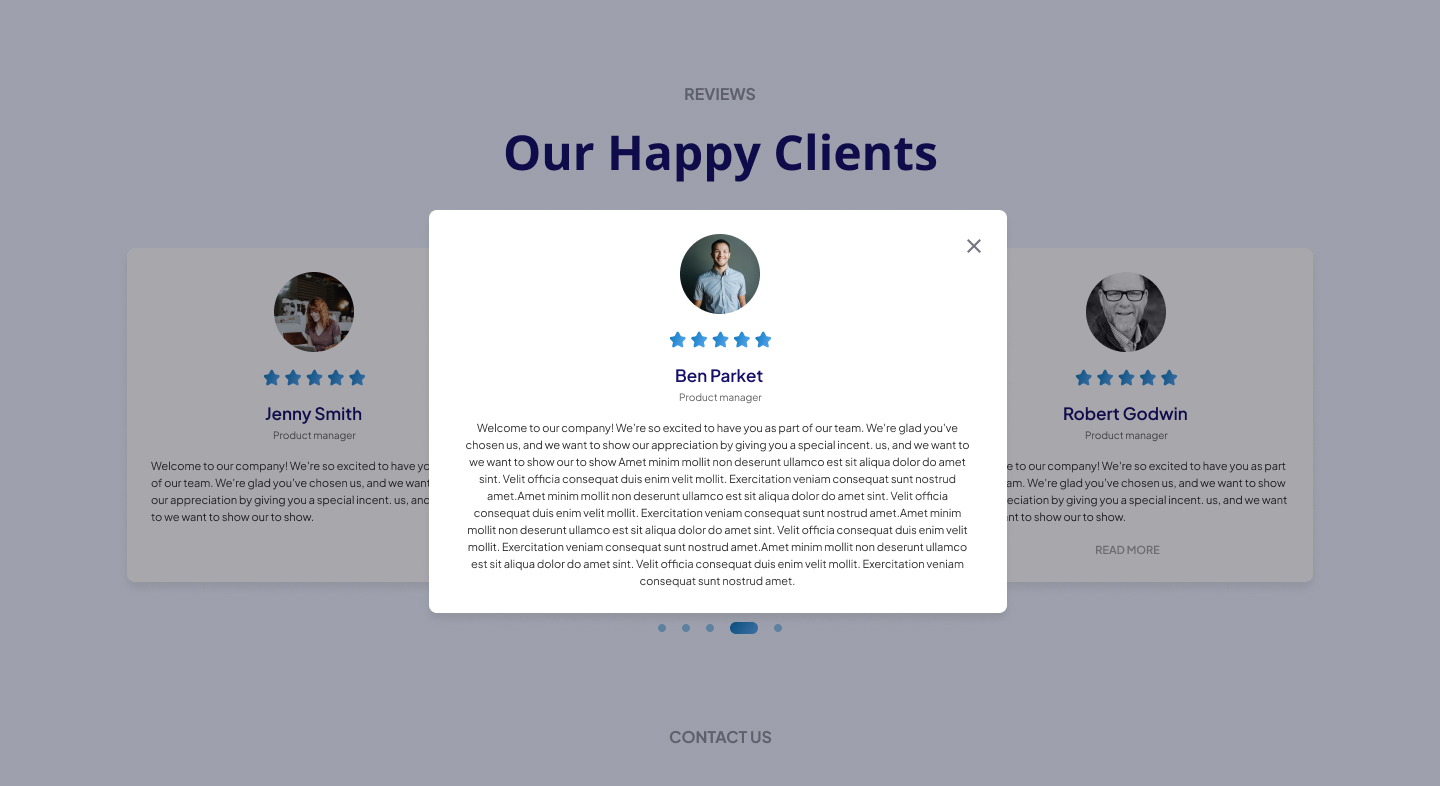 REVIEWS
Our Happy Clients
Jenny Smith
Product manager
Welcome to our company! We're so excited to have yo
of our team. We're glad you've chosen us, and we want
our appreciation by giving you a special incent. us, and
to we want to show our to show.
Ben Parket
Product manager
Welcome to our company! We're so excited to have you as part of our team. We're glad you've
chosen us, and we want to show our appreciation by giving you a special incent. us, and we want to
we want to show our to show Amet minim mollit non deserunt ullamco est sit aliqua dolor do amet
sint. Velit officia consequat duis enim velit mollit. Exercitation veniam consequat sunt nostrud
amet.Amet minim mollit non deserunt ullamco est sit aliqua dolor do amet sint. Velit officia
consequat duis enim velit mollit. Exercitation veniam consequat sunt nostrud amet.Amet minim
mollit non deserunt ullamco est sit aliqua dolor do amet sint. Velit officia consequat duis enim velit
mollit. Exercitation veniam consequat sunt nostrud amet.Amet minim mollit non deserunt ullamco
est sit aliqua dolor do amet sint. Velit officia consequat duis enim velit mollit. Exercitation veniam
consequat sunt nostrud amet.
Robert Godwin
Product manager
e to our company! We're so excited to have you as part
am. We're glad you've chosen us, and we want to show
eciation by giving you a special incent. us, and we want
nt to show our to show.
READ MORE
CONTACT US